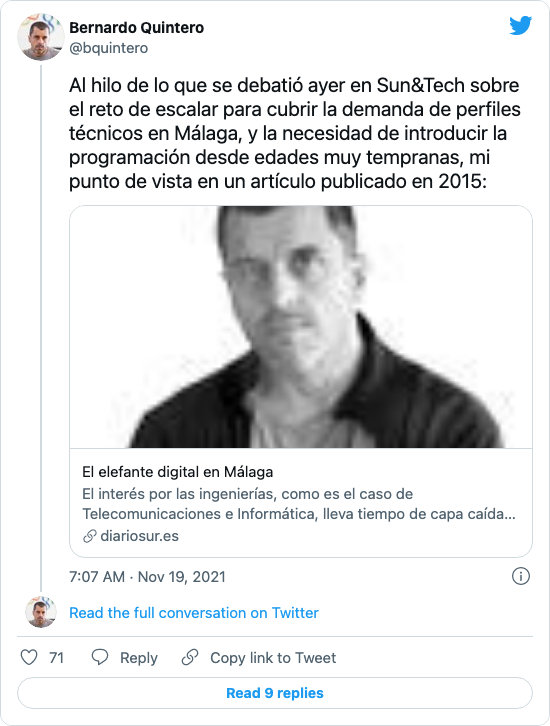 Bernardo Quintero
@bquintero
Al hilo de lo que se debatió ayer en Sun&Tech sobre
el reto de escalar para cubrir la demanda de perfiles
técnicos en Málaga, y la necesidad de introducir la
programación desde edades muy tempranas, mi
punto de vista en un artículo publicado en 2015:
El elefante digital en Málaga
El interés por las ingenierías, como es el caso de
Telecomunicaciones e Informática, lleva tiempo de capa caída...
diariosur.es
7:07 AM · Nov 19, 2021
Read the full conversation on Twitter
71 Reply Copy link to Tweet
Read 9 replies